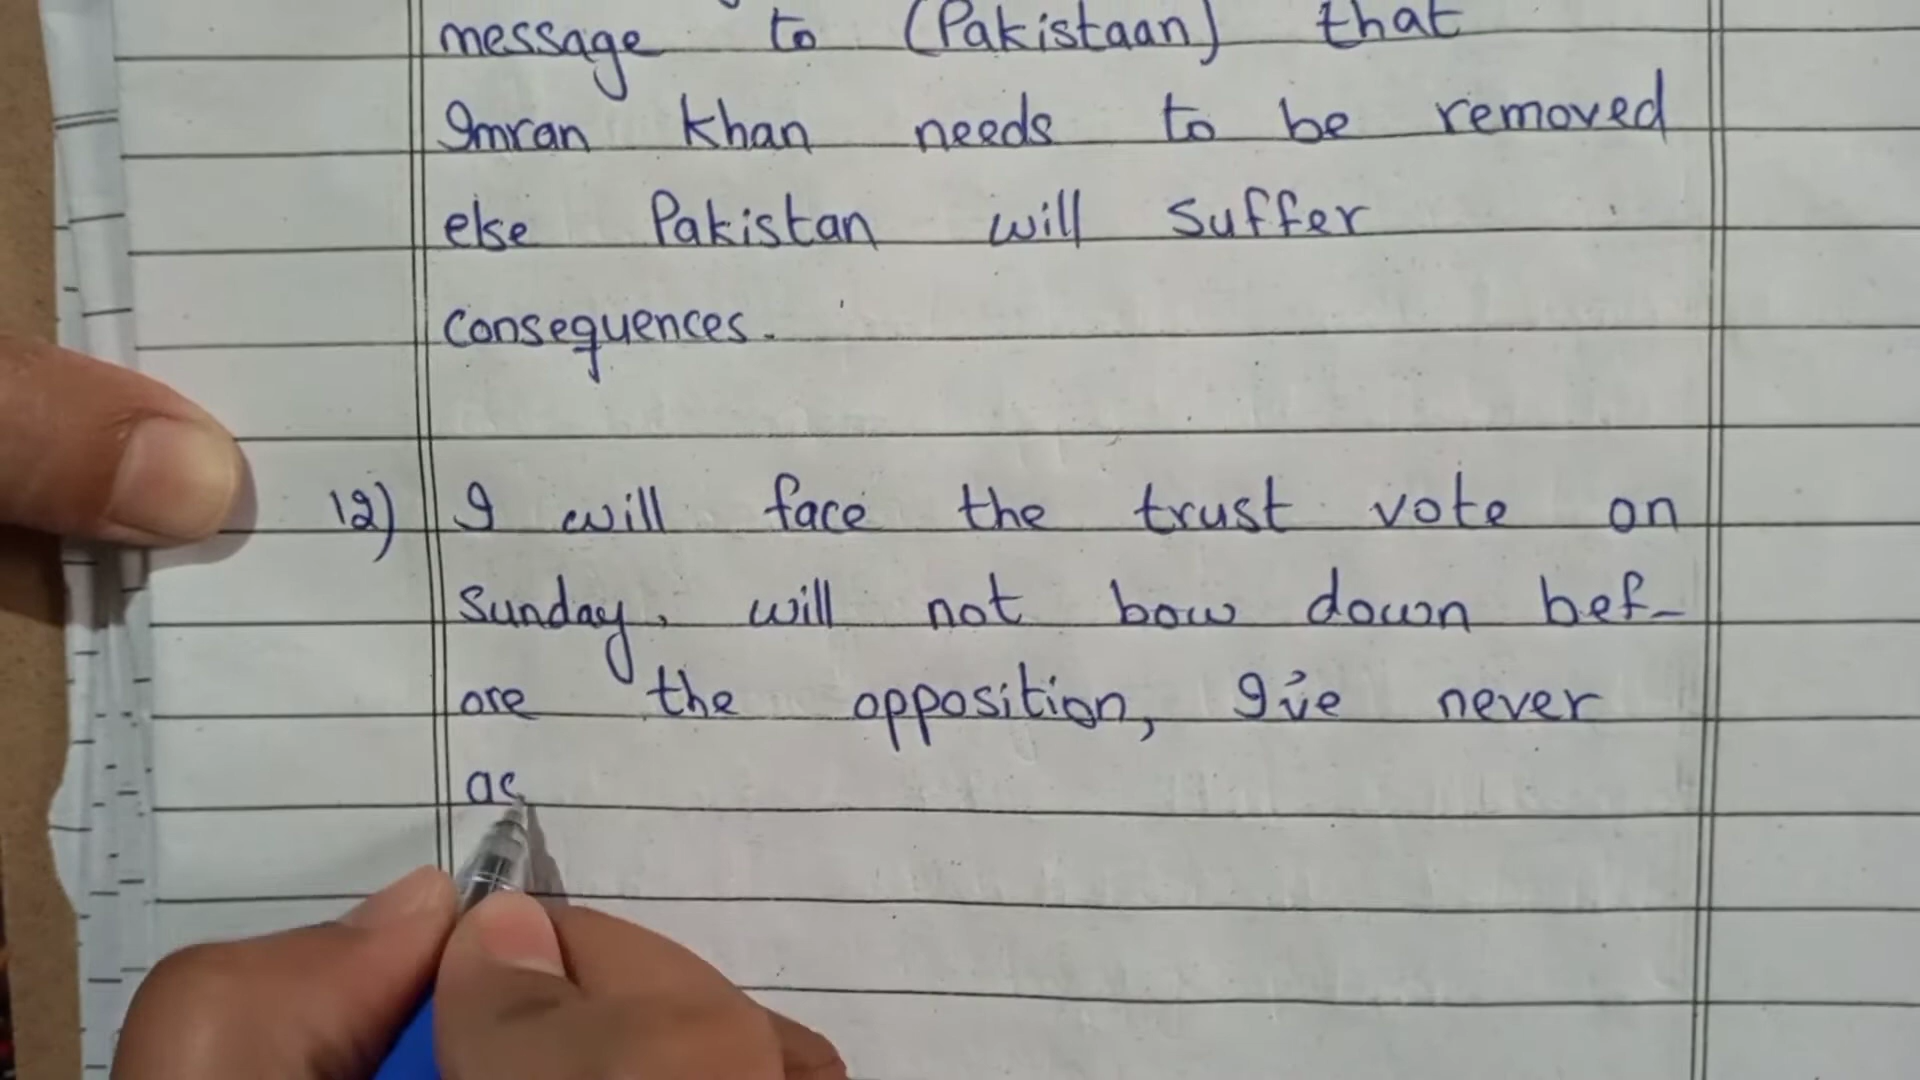 message to (Pakistaan) that
Imran khan needs to be removed
else Pakistan will suffer
consequences.
12) I will face the trust vote on
Sunday, will not bow down bef-
ore the opposition, I've never
ac